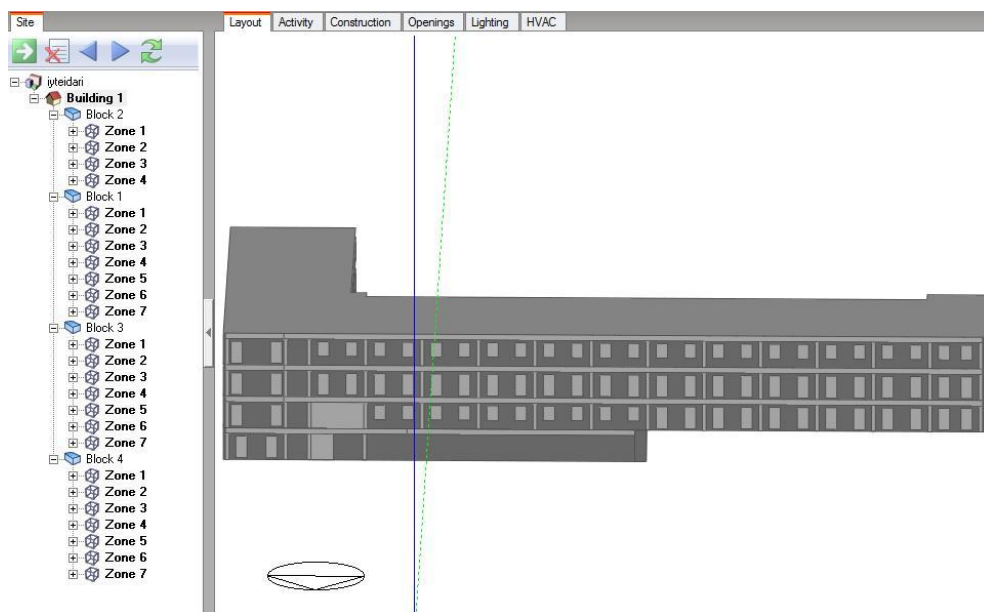 Site
Layout Activity Construction Openings Lighting HVAC
iyteidari
Building 1
Block 2
Zone 1
Zone 2
Zone 3
Zone 4
Block 1
Zone 1
Zone 2
Zone 3
Zone 4
Zone 5
Zone 6
Zone 7
Block 3
Zone 1
Zone 2
Zone 3
Zone 4
Zone 5
Zone 6
Zone 7
Block 4
Zone 1
Zone 2
Zone 3
Zone 4
Zone 5
Zone 6
Zone 7